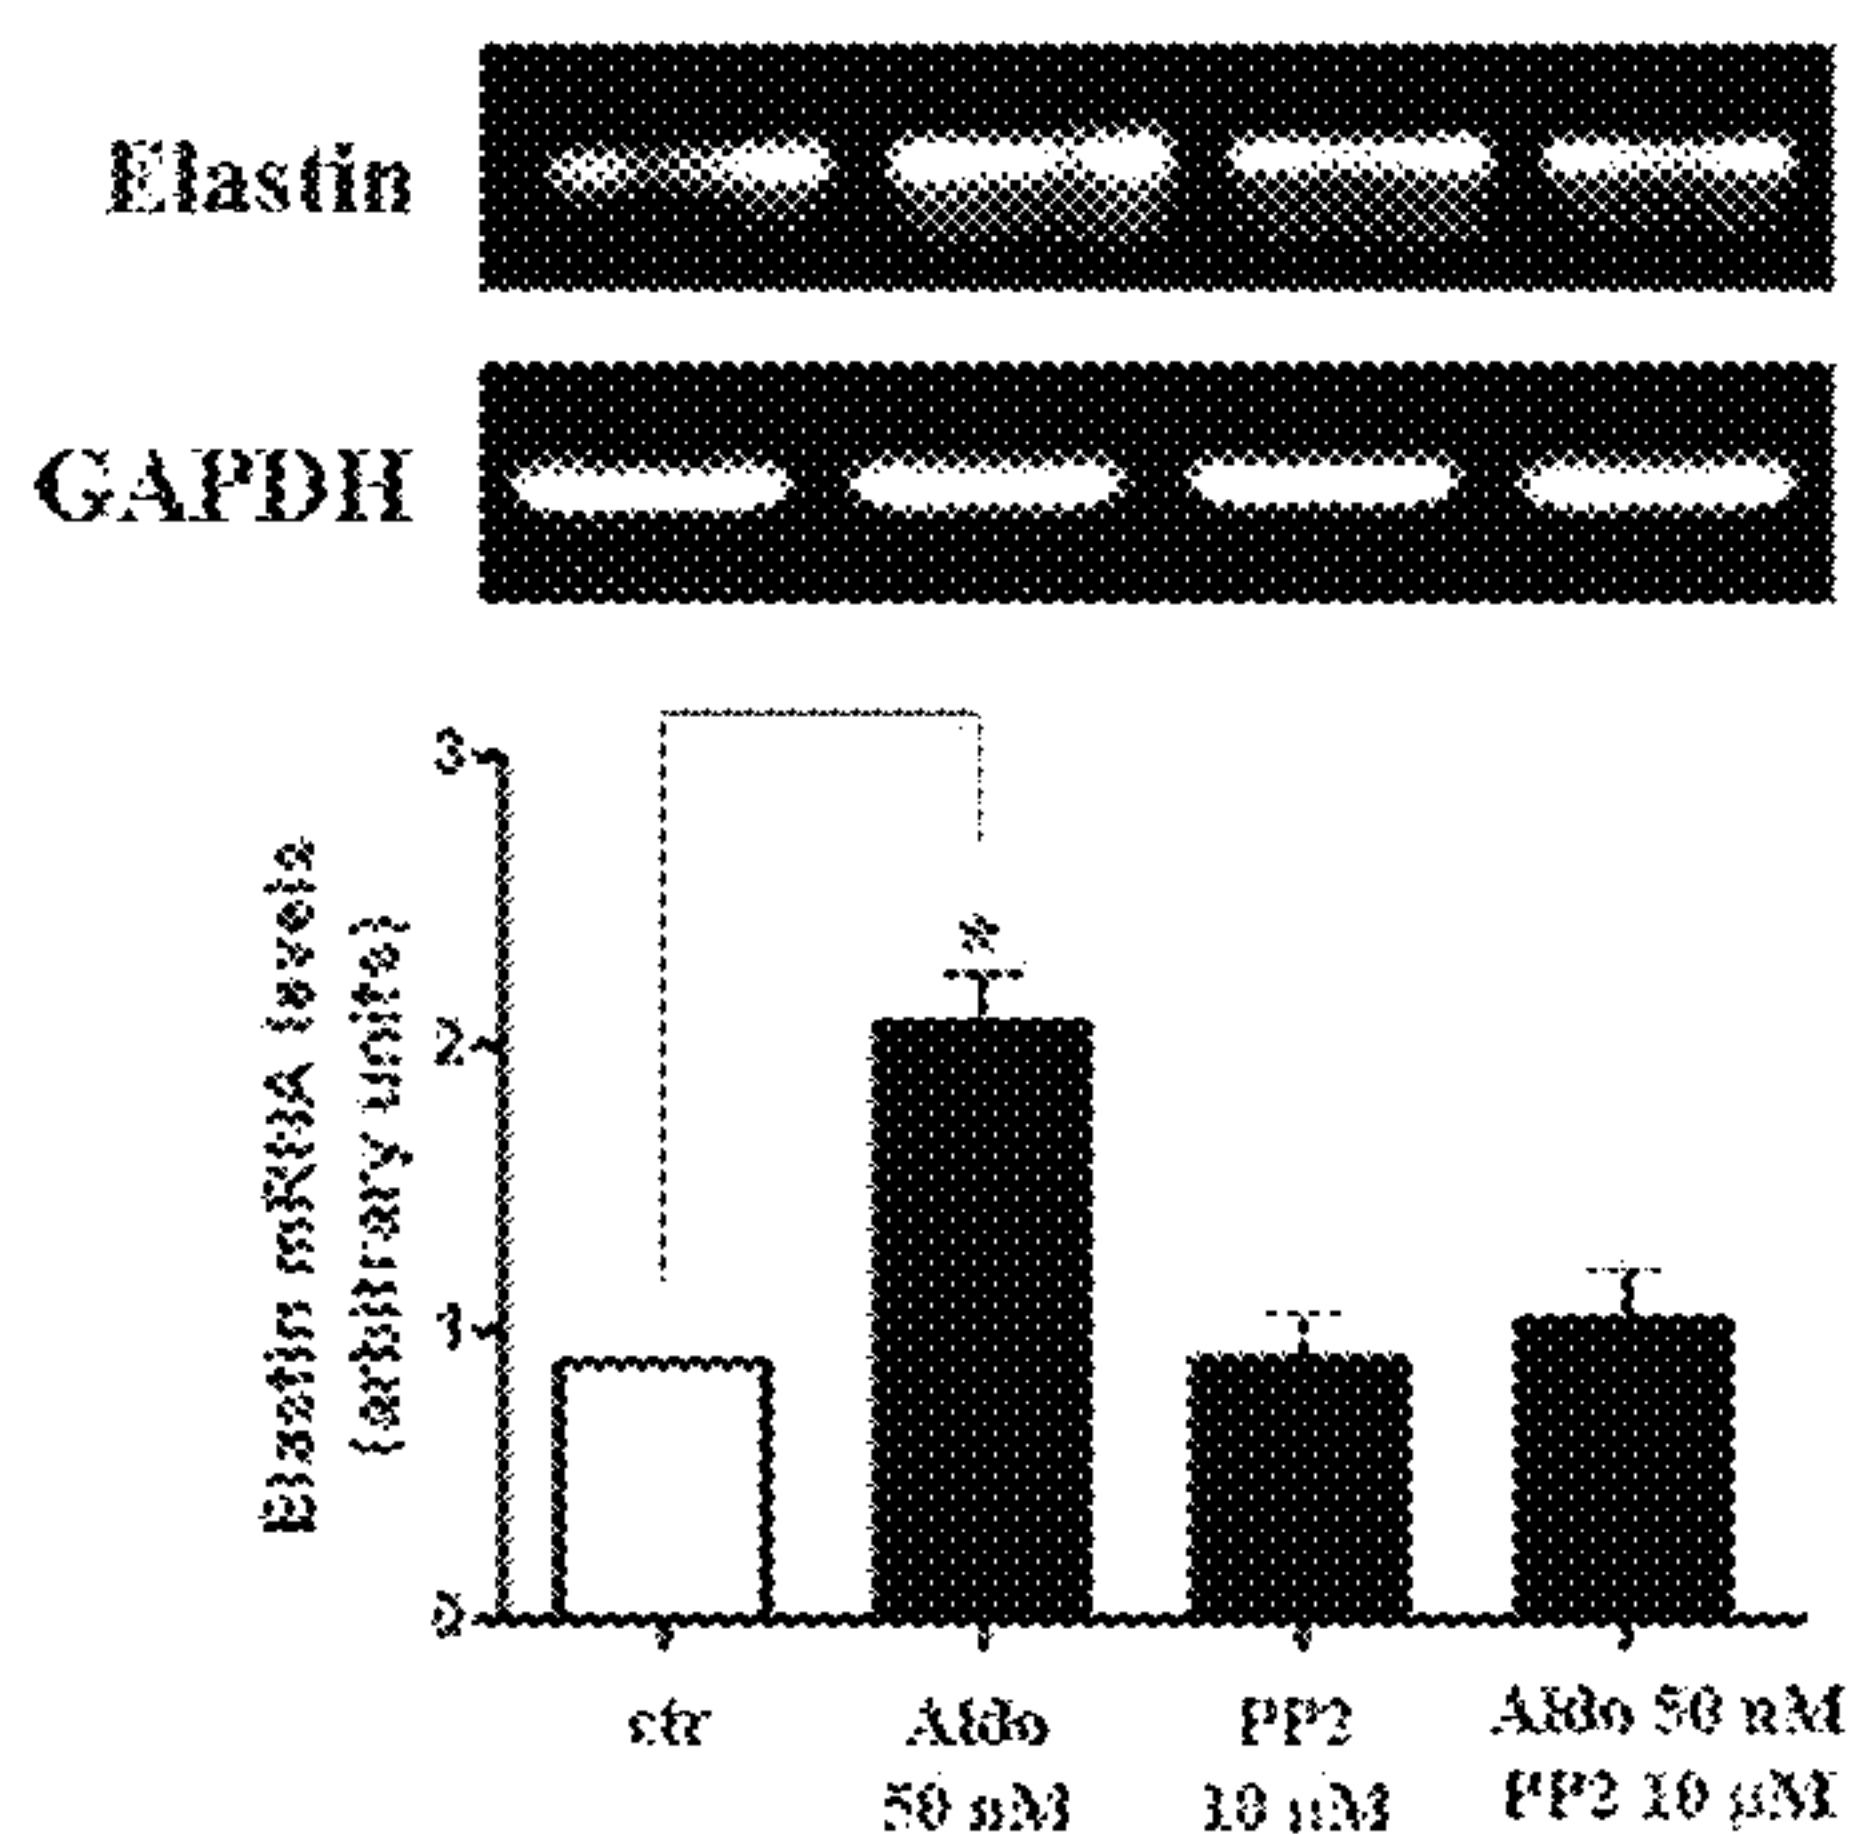 Elastin
GAPDH
Elastin mRNA levels
(arbitrary units)
3
2
1
0
*
ctr
Aldo
50 nM
PP2
10 µM
Aldo 50 nM
PP2 10 µM